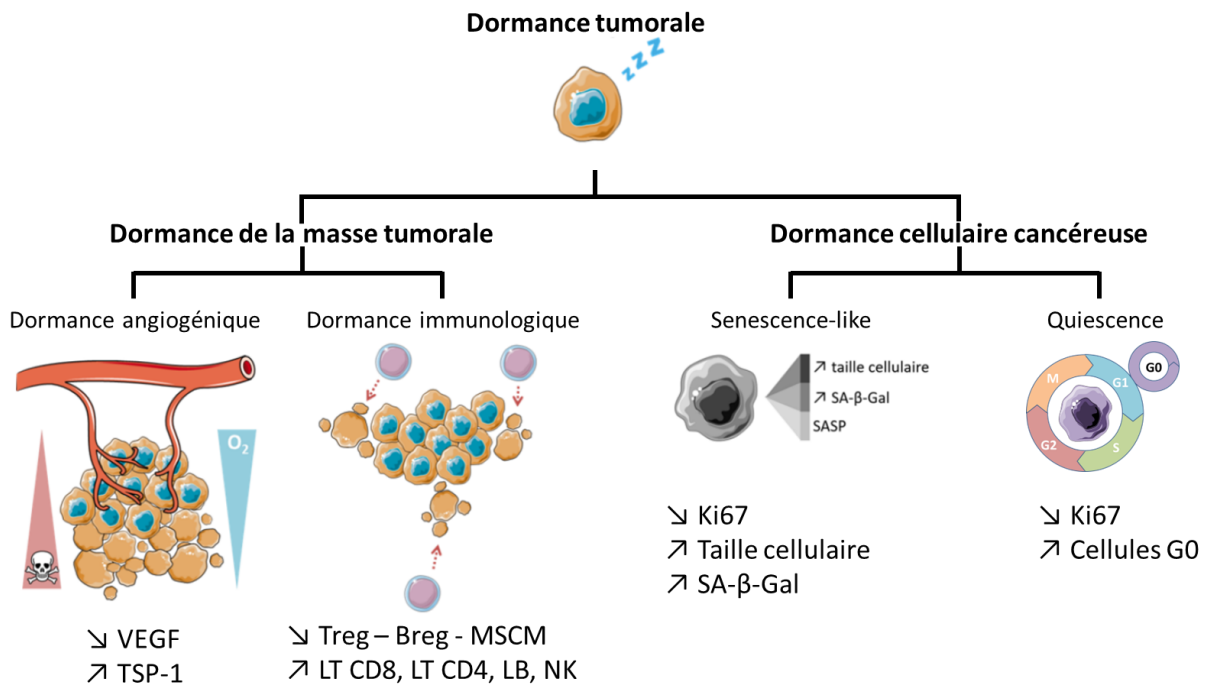 Dormance tumorale
z z z
Dormance de la masse tumorale
Dormance cellulaire cancéreuse
Dormance angiogénique
Dormance immunologique
Senescence-like
Quiescence
O₂
↗ taille cellulaire
↗ SA-β-Gal
SASP
M
G1
G0
G2
S
↘ VEGF
↗ TSP-1
↘ Treg – Breg - MSCM
↗ LT CD8, LT CD4, LB, NK
↘ Ki67
↗ Taille cellulaire
↗ SA-β-Gal
↘ Ki67
↗ Cellules G0